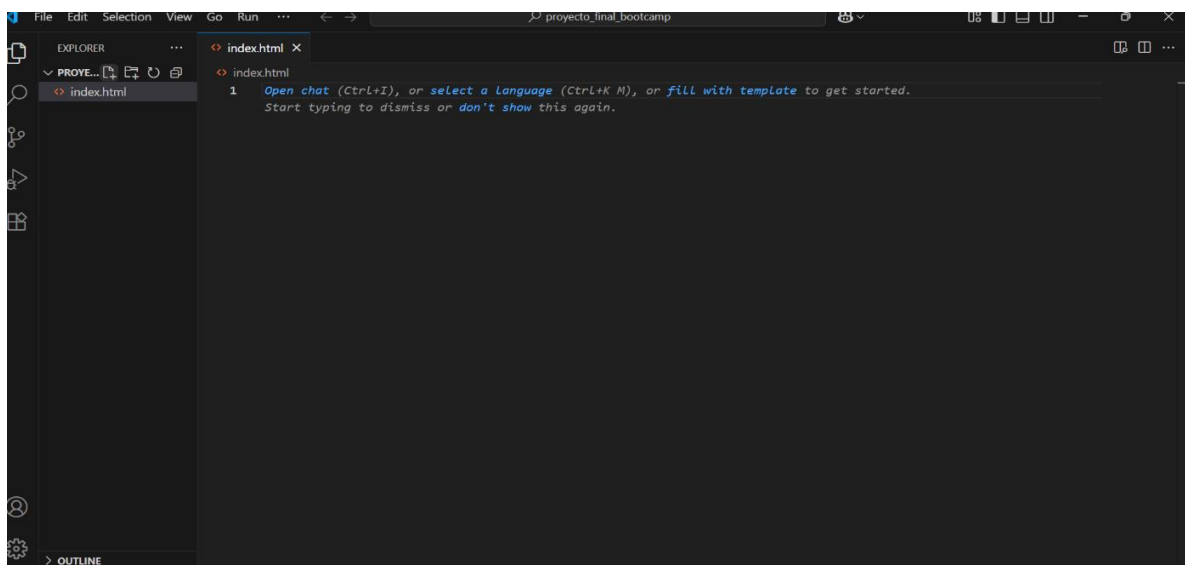 File Edit Selection View Go Run ··· proyecto_final_bootcamp
EXPLORER ···
index.html
PROYE...
index.html
index.html
1 Open chat (Ctrl+I), or select a language (Ctrl+K M), or fill with template to get started.
Start typing to dismiss or don't show this again.
OUTLINE